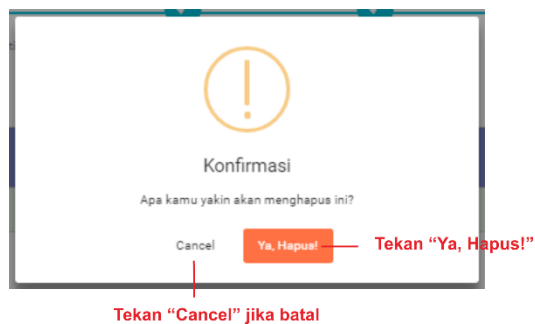 Konfirmasi
Apa kamu yakin akan menghapus ini?
Cancel
Ya, Hapus!
Tekan “Ya, Hapus!”
Tekan “Cancel” jika batal